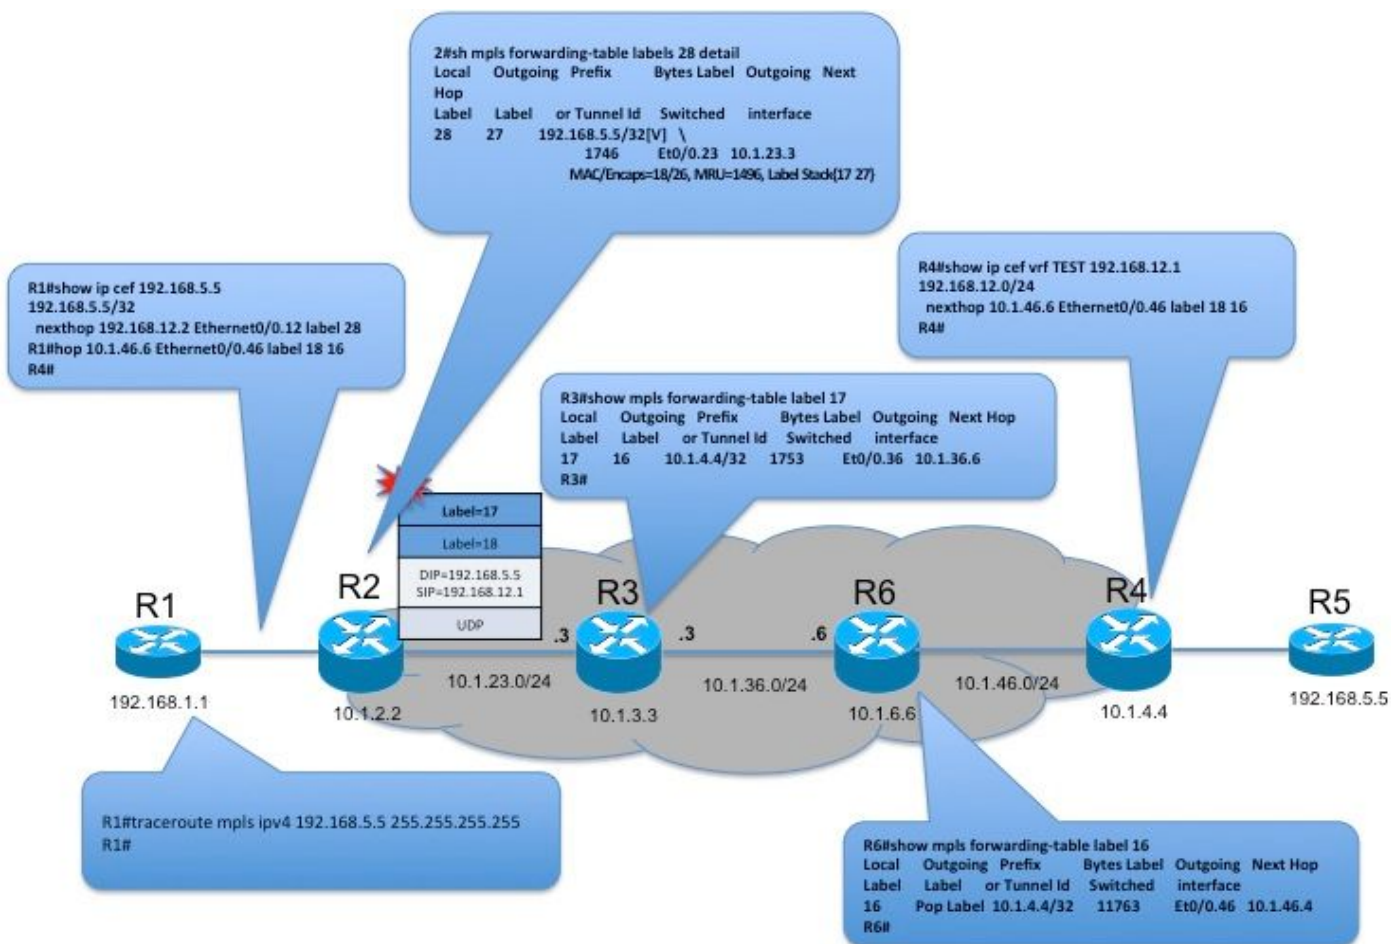 2#sh mpls forwarding-table labels 28 detail
Local Outgoing Prefix Bytes Label Outgoing Next
Hop
Label Label or Tunnel Id Switched interface
28 27 192.168.5.5/32[V] \
1746 Et0/0.23 10.1.23.3
MAC/Encaps=18/26, MRU=1496, Label Stack{17 27}
R1#show ip cef 192.168.5.5
192.168.5.5/32
nexthop 192.168.12.2 Ethernet0/0.12 label 28
R1#hop 10.1.46.6 Ethernet0/0.46 label 18 16
R4#
R4#show ip cef vrf TEST 192.168.12.1
192.168.12.0/24
nexthop 10.1.46.6 Ethernet0/0.46 label 18 16
R4#
R3#show mpls forwarding-table label 17
Local Outgoing Prefix Bytes Label Outgoing Next Hop
Label Label or Tunnel Id Switched interface
17 16 10.1.4.4/32 1753 Et0/0.36 10.1.36.6
R3#
Label=17
Label=18
DIP=192.168.5.5
SIP=192.168.12.1
UDP
R1
R2
R3
R6
R4
R5
.3
.3
.6
10.1.23.0/24
10.1.36.0/24
10.1.46.0/24
192.168.1.1
10.1.2.2
10.1.3.3
10.1.6.6
10.1.4.4
192.168.5.5
R1#traceroute mpls ipv4 192.168.5.5 255.255.255.255
R1#
R6#show mpls forwarding-table label 16
Local Outgoing Prefix Bytes Label Outgoing Next Hop
Label Label or Tunnel Id Switched interface
16 Pop Label 10.1.4.4/32 11763 Et0/0.46 10.1.46.4
R6#